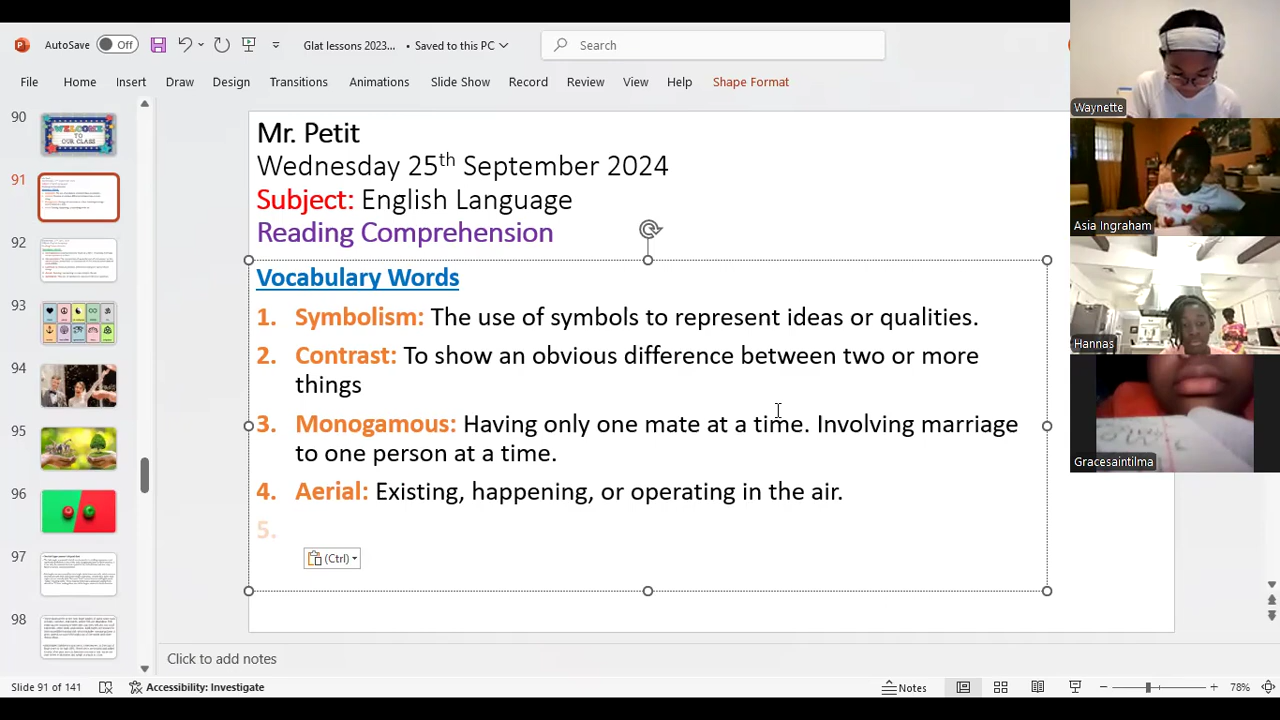 AutoSave Off Glat lessons 2023... • Saved to this PC Search
File Home Insert Draw Design Transitions Animations Slide Show Record Review View Help Shape Format
90
WELCOME
TO
OUR CLASS
91
92
93
94
95
96
97
98
Mr. Petit
Wednesday 25th September 2024
Subject: English Language
Reading Comprehension
Vocabulary Words
1. Symbolism: The use of symbols to represent ideas or qualities.
2. Contrast: To show an obvious difference between two or more
things
3. Monogamous: Having only one mate at a time. Involving marriage
to one person at a time.
4. Aerial: Existing, happening, or operating in the air.
5.
(Ctrl)
Click to add notes
Slide 91 of 141 Accessibility: Investigate Notes 78%
Waynette
Asia Ingraham
Hannas
Gracesaintilma